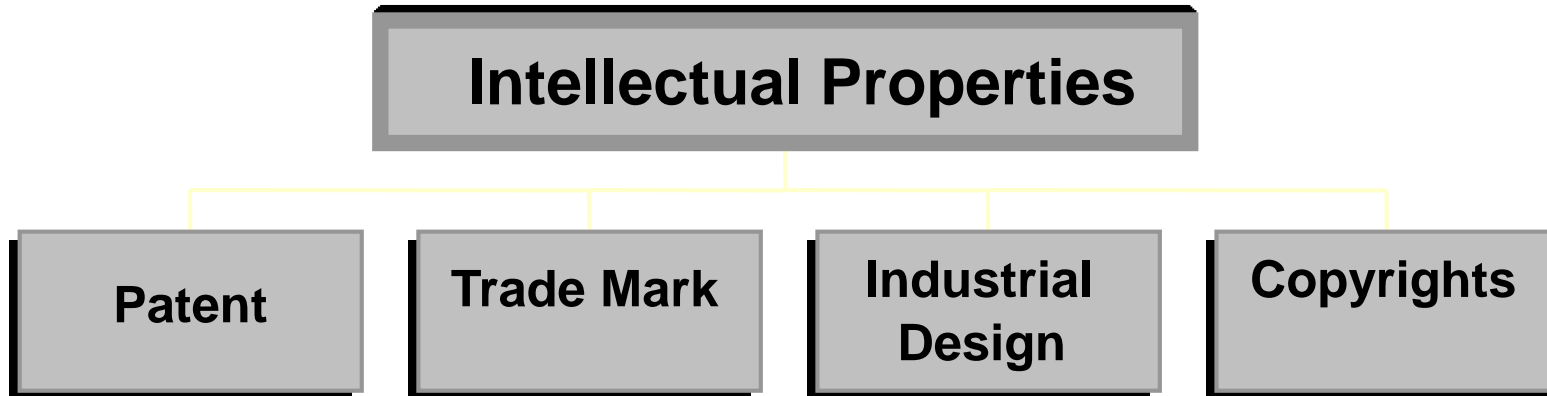 Intellectual Properties
Patent
Trade Mark
Industrial
Design
Copyrights